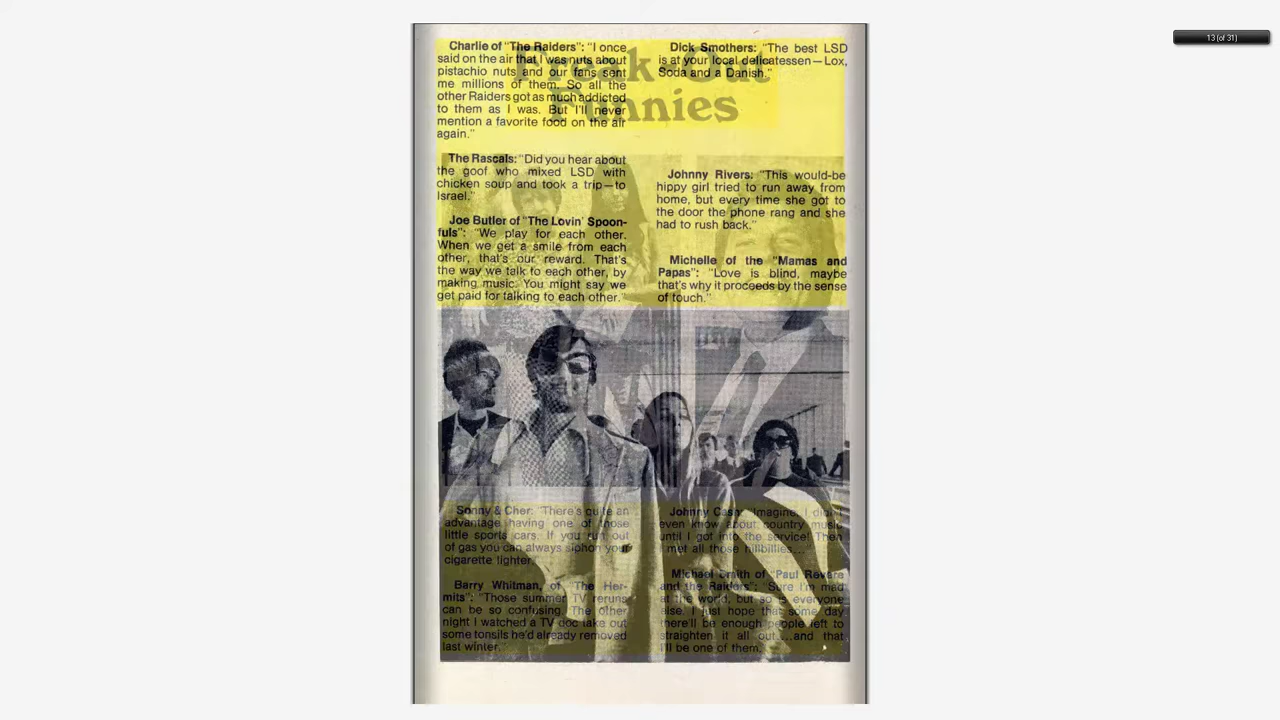 13 (of 31)
Freak-Out
Funnies
Charlie of "The Raiders": "I once
said on the air that I was nuts about
pistachio nuts and our fans sent
me millions of them. So all the
other Raiders got as much addicted
to them as I was. But I'll never
mention a favorite food on the air
again."
The Rascals: "Did you hear about
the goof who mixed LSD with
chicken soup and took a trip—to
Israel."
Joe Butler of "The Lovin' Spoon-
fuls": "We play for each other.
When we get a smile from each
other, that's our reward. That's
the way we talk to each other, by
making music. You might say we
get paid for talking to each other."
Dick Smothers: "The best LSD
is at your local delicatessen—Lox,
Soda and a Danish."
Johnny Rivers: "This would-be
hippy girl tried to run away from
home, but every time she got to
the door the phone rang and she
had to rush back."
Michelle of the "Mamas and
Papas": "Love is blind, maybe
that's why it proceeds by the sense
of touch."
Sonny & Cher: "There's quite an
advantage having one of those
little sports cars. If you run out
of gas you can always siphon your
cigarette lighter."
Barry Whitman, of "The Her-
mits": "Those summer TV reruns
can be so confusing. The other
night I watched a TV doc take out
some tonsils he'd already removed
last winter."
Johnny Cash: "Imagine, I didn't
even know about country music
until I got into the service! Then
I met all those hillbillies..."
Michael Smith of "Paul Revere
and the Raiders": "Sure I'm mad
at the world, but so is everyone
else. I just hope that some day
there'll be enough people left to
straighten it all out...and that
I'll be one of them."